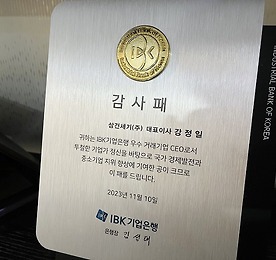 IBK
감 사 패
삼건세기(주) 대표이사 강 정 일
귀하는 IBK기업은행 우수 거래기업 CEO로서
투철한 기업가 정신을 바탕으로 국가 경제발전과
중소기업 지위 향상에 기여한 공이 크므로
이 패를 드립니다.
2023년 11월 10일
IBK기업은행
은행장
INDUSTRIAL BANK OF KOREA